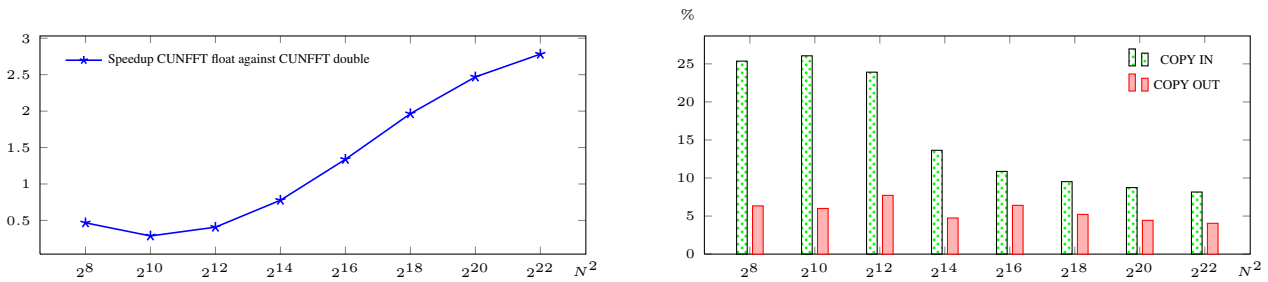 %
3
2.5
2
1.5
1
0.5
Speedup CUNFFT float against CUNFFT double
2^8 2^10 2^12 2^14 2^16 2^18 2^20 2^22 N^2
25
20
15
10
5
0
COPY IN
COPY OUT
2^8 2^10 2^12 2^14 2^16 2^18 2^20 2^22 N^2